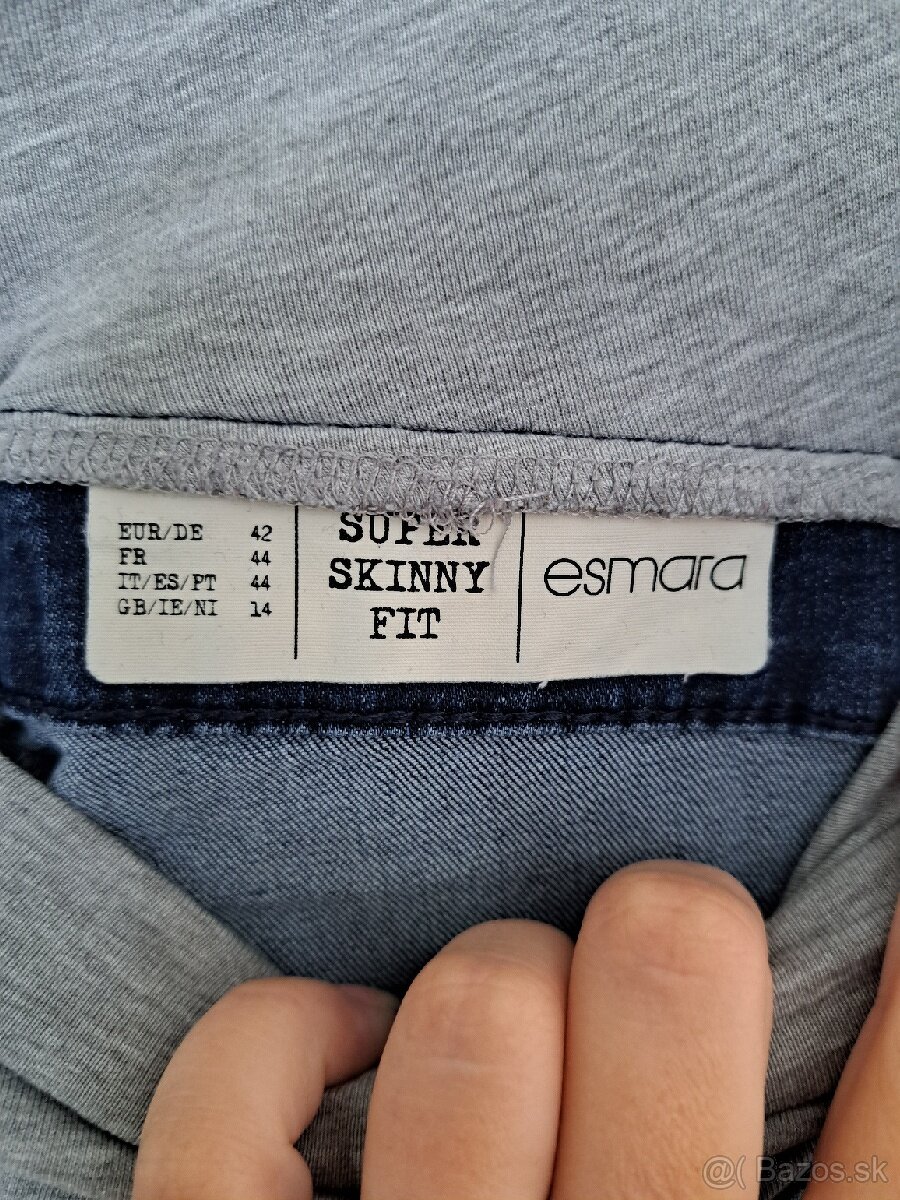 EUR/DE 42
FR 44
IT/ES/PT 44
GB/IE/NI 14
SUPER
SKINNY
FIT
esmara
@( Bazos.sk